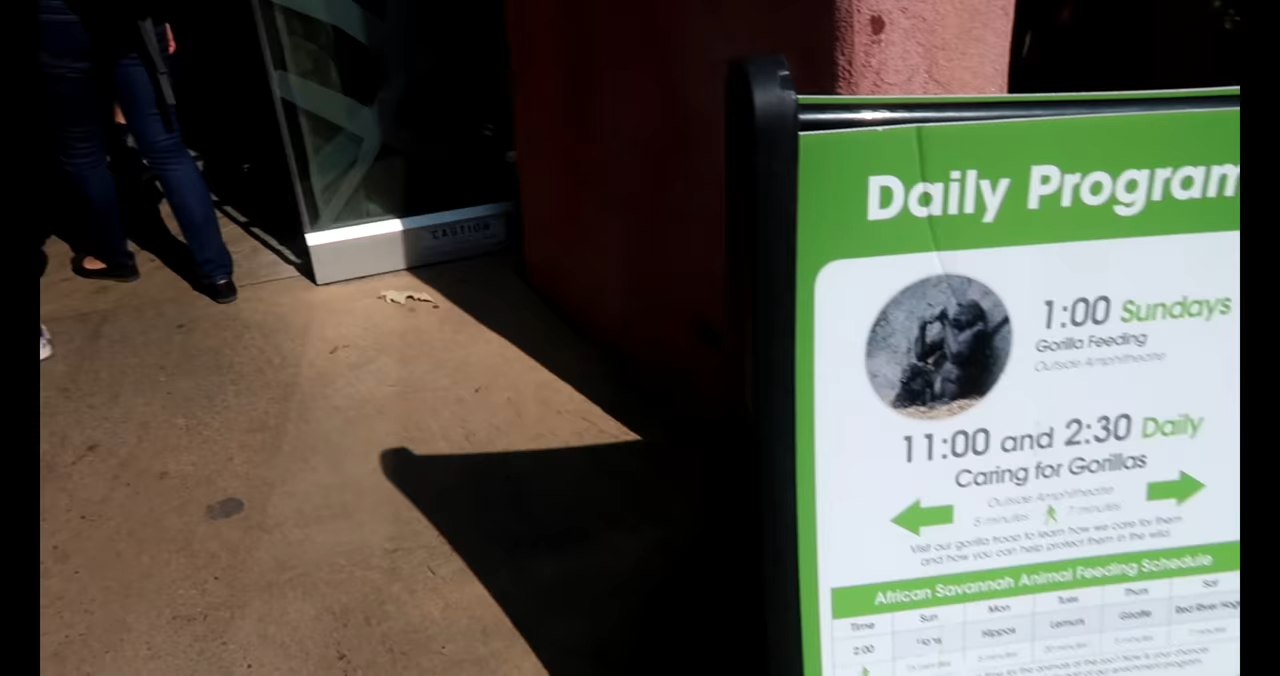 CAUTION
Daily Program
1:00 Sundays
Gorilla Feeding
Outside Amphitheatre
11:00 and 2:30 Daily
Caring for Gorillas
Outside Amphitheatre
5 minutes 7 minutes
Visit our gorilla troop to learn how we care for them
and how you can help protect them in the wild
African Savannah Animal Feeding Schedule
Time Sun Mon Tues Thurs Sat
2:00 Hippos Lemurs Giraffe Red River Hog